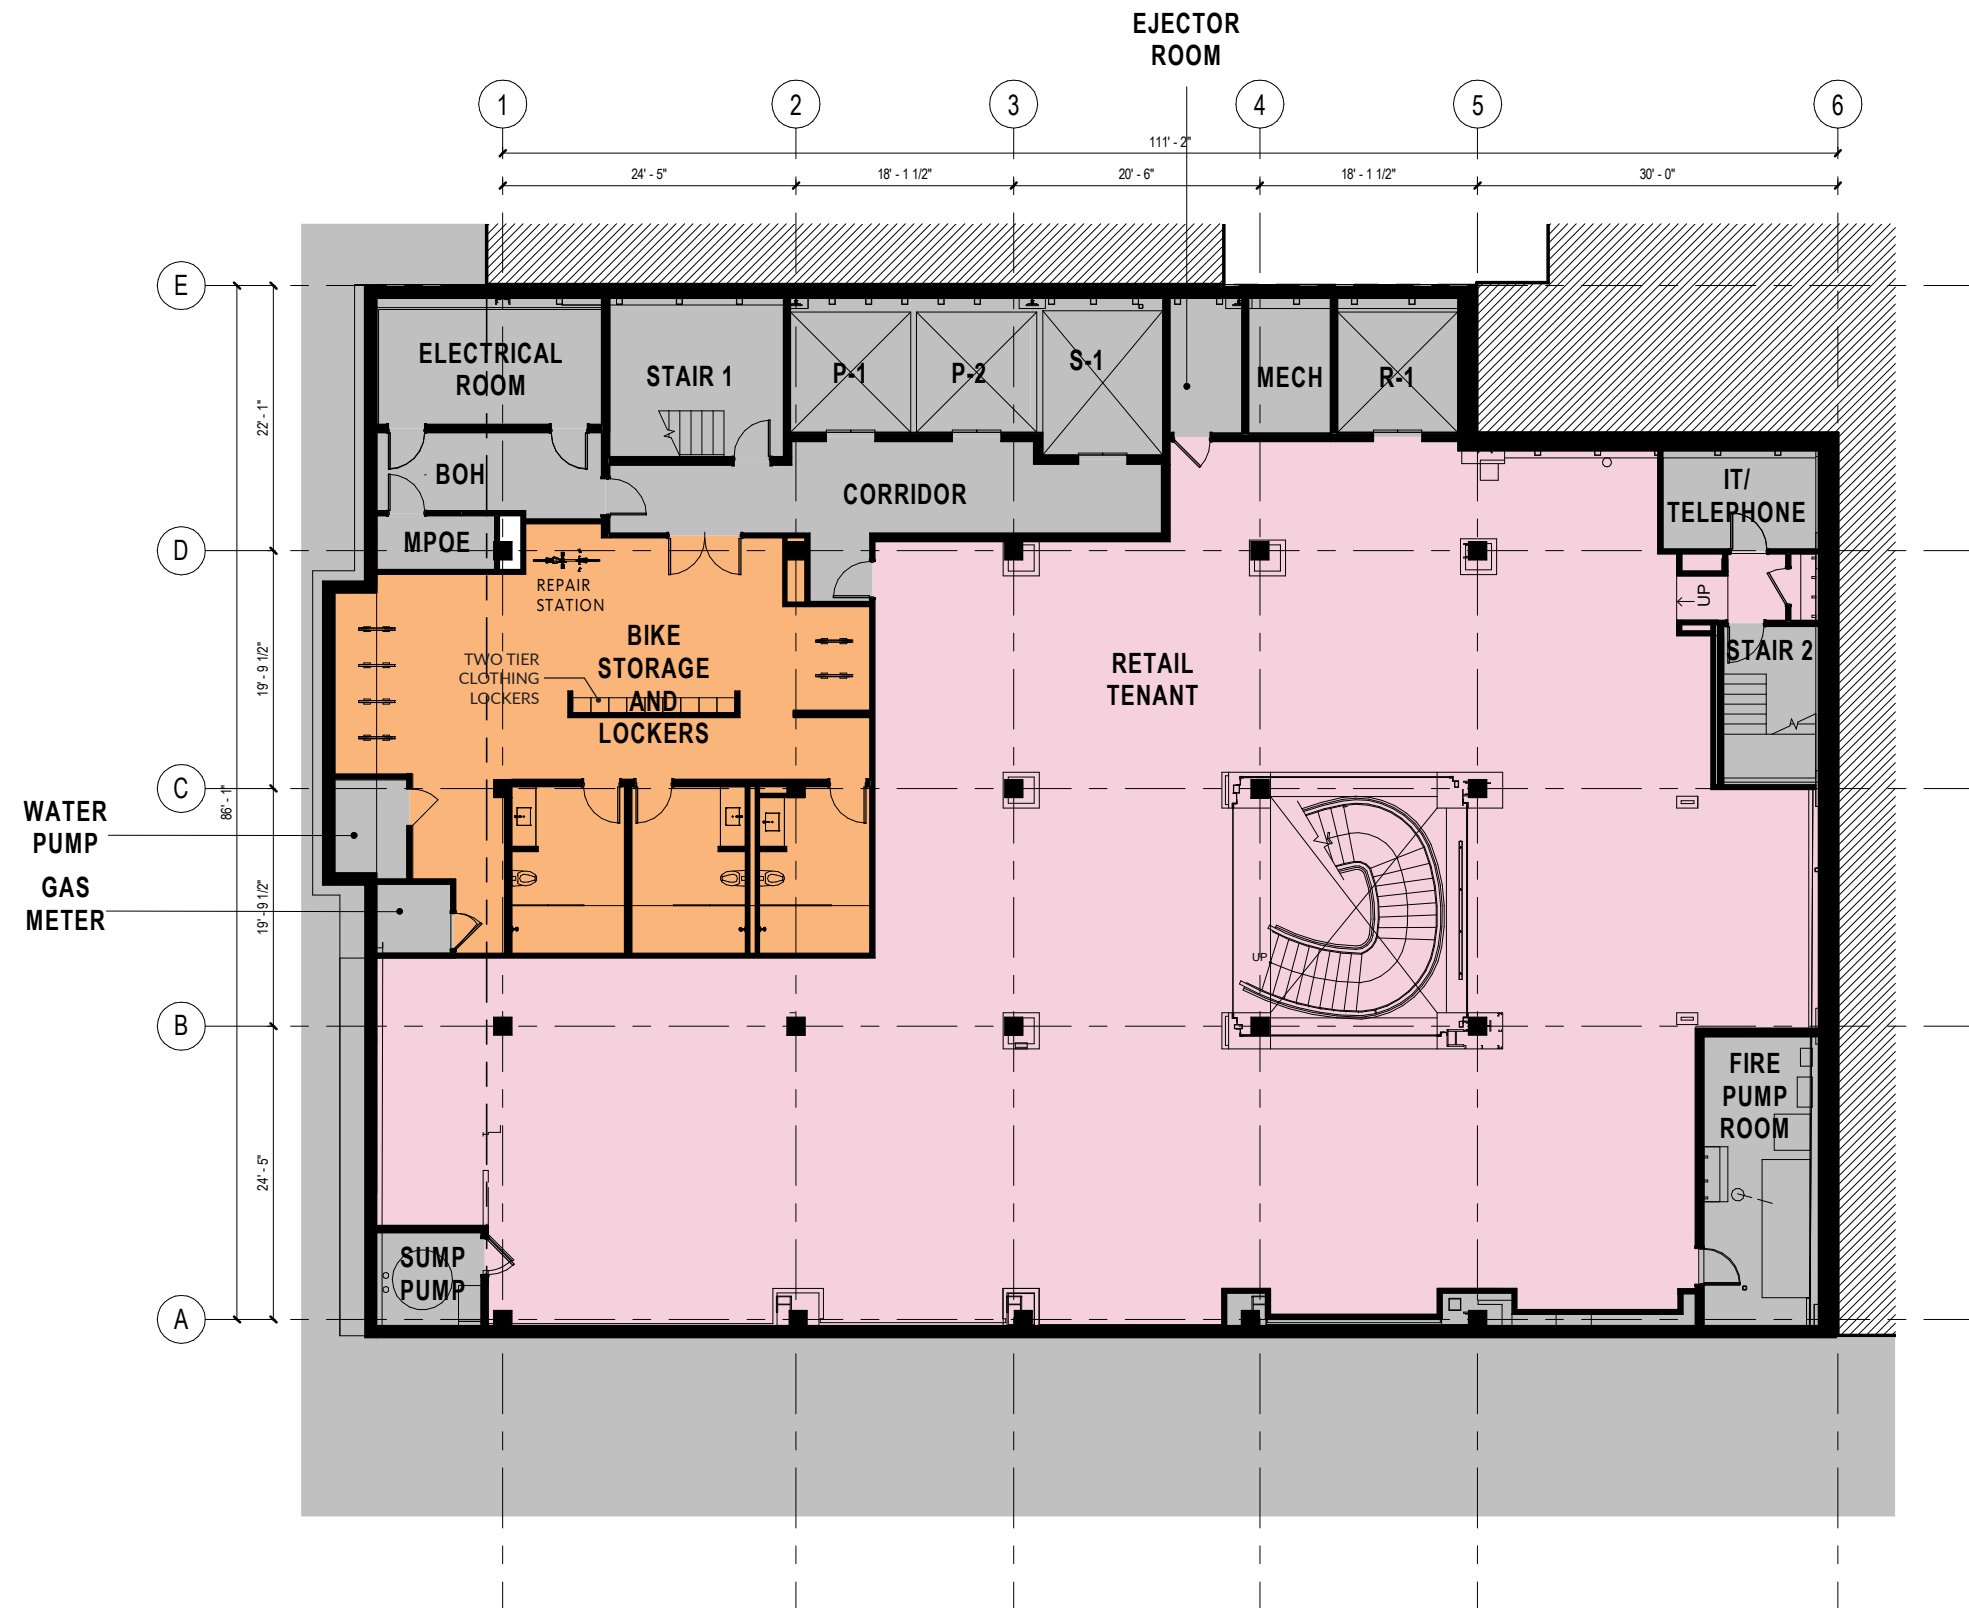 EJECTOR
ROOM
1
2
3
4
5
6
111' - 2"
24' - 5"
18' - 1 1/2"
20' - 6"
18' - 1 1/2"
30' - 0"
E
D
C
B
A
22' - 1"
19' - 9 1/2"
86' - 1"
19' - 9 1/2"
24' - 5"
ELECTRICAL
ROOM
STAIR 1
P-1
P-2
S-1
MECH
R-1
BOH
CORRIDOR
MPOE
IT/
TELEPHONE
REPAIR
STATION
UP
BIKE
STORAGE
AND
LOCKERS
TWO TIER
CLOTHING
LOCKERS
RETAIL
TENANT
STAIR 2
WATER
PUMP
GAS
METER
UP
FIRE
PUMP
ROOM
SUMP
PUMP